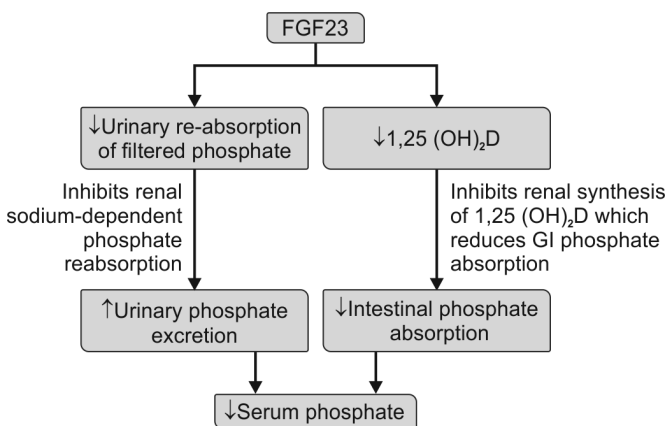 FGF23
↓Urinary re-absorption
of filtered phosphate
↓1,25 (OH)₂D
Inhibits renal
sodium-dependent
phosphate
reabsorption
Inhibits renal synthesis
of 1,25 (OH)₂D which
reduces GI phosphate
absorption
↑Urinary phosphate
excretion
↓Intestinal phosphate
absorption
↓Serum phosphate